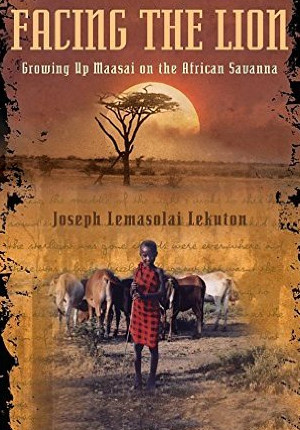 FACING THE LION
Growing Up Maasai on the African Savanna
Joseph Lemasolai Lekuton